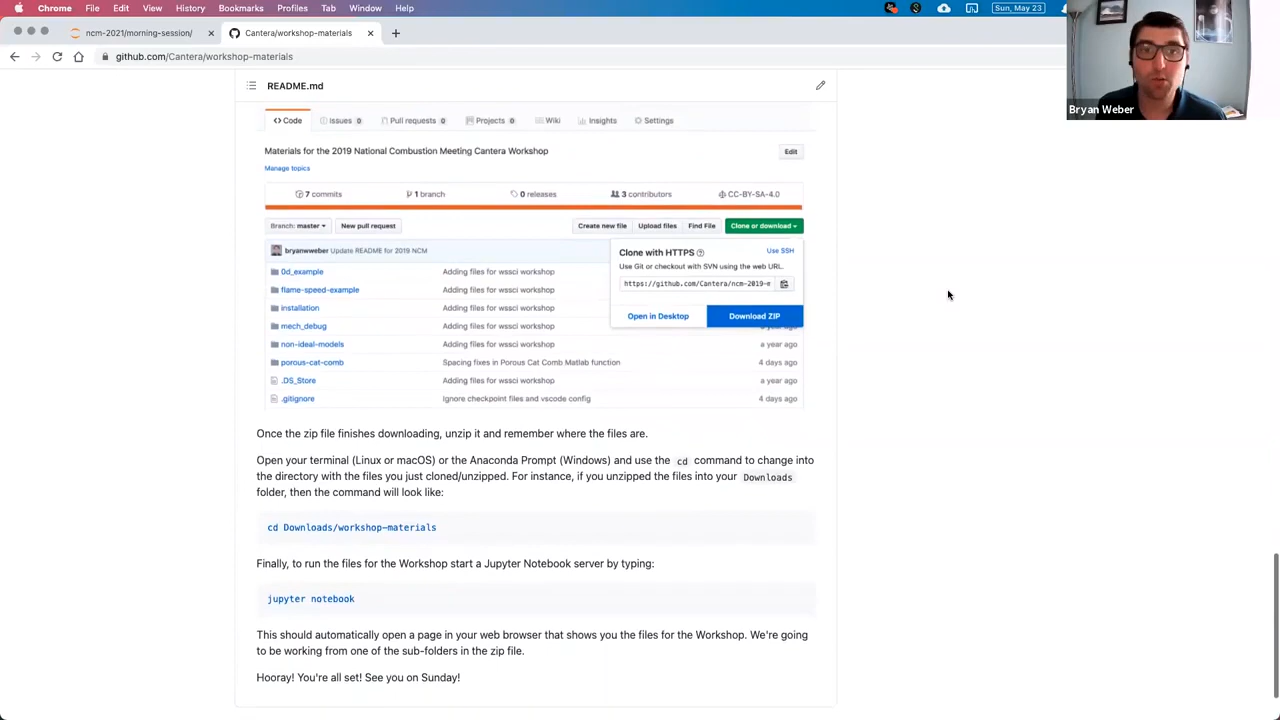 Chrome File Edit View History Bookmarks Profiles Tab Window Help
Sun, May 23
ncm-2021/morning-session/
Cantera/workshop-materials
github.com/Cantera/workshop-materials
Bryan Weber
README.md
Code Issues 0 Pull requests 0 Projects 0 Wiki Insights Settings
Materials for the 2019 National Combustion Meeting Cantera Workshop
Edit
Manage topics
7 commits 1 branch 0 releases 3 contributors CC-BY-SA-4.0
Branch: master New pull request Create new file Upload files Find File Clone or download
bryanwweber Update README for 2019 NCM
Clone with HTTPS Use SSH
Use Git or checkout with SVN using the web URL.
https://github.com/Cantera/ncm-2019-m
Open in Desktop Download ZIP
0d_example Adding files for wssci workshop
flame-speed-example Adding files for wssci workshop
installation Adding files for wssci workshop
mech_debug Adding files for wssci workshop
non-ideal-models Adding files for wssci workshop a year ago
porous-cat-comb Spacing fixes in Porous Cat Comb Matlab function 4 days ago
.DS_Store Adding files for wssci workshop a year ago
.gitignore Ignore checkpoint files and vscode config 4 days ago
Once the zip file finishes downloading, unzip it and remember where the files are.
Open your terminal (Linux or macOS) or the Anaconda Prompt (Windows) and use the cd command to change into
the directory with the files you just cloned/unzipped. For instance, if you unzipped the files into your Downloads
folder, then the command will look like:
cd Downloads/workshop-materials
Finally, to run the files for the Workshop start a Jupyter Notebook server by typing:
jupyter notebook
This should automatically open a page in your web browser that shows you the files for the Workshop. We're going
to be working from one of the sub-folders in the zip file.
Hooray! You're all set! See you on Sunday!